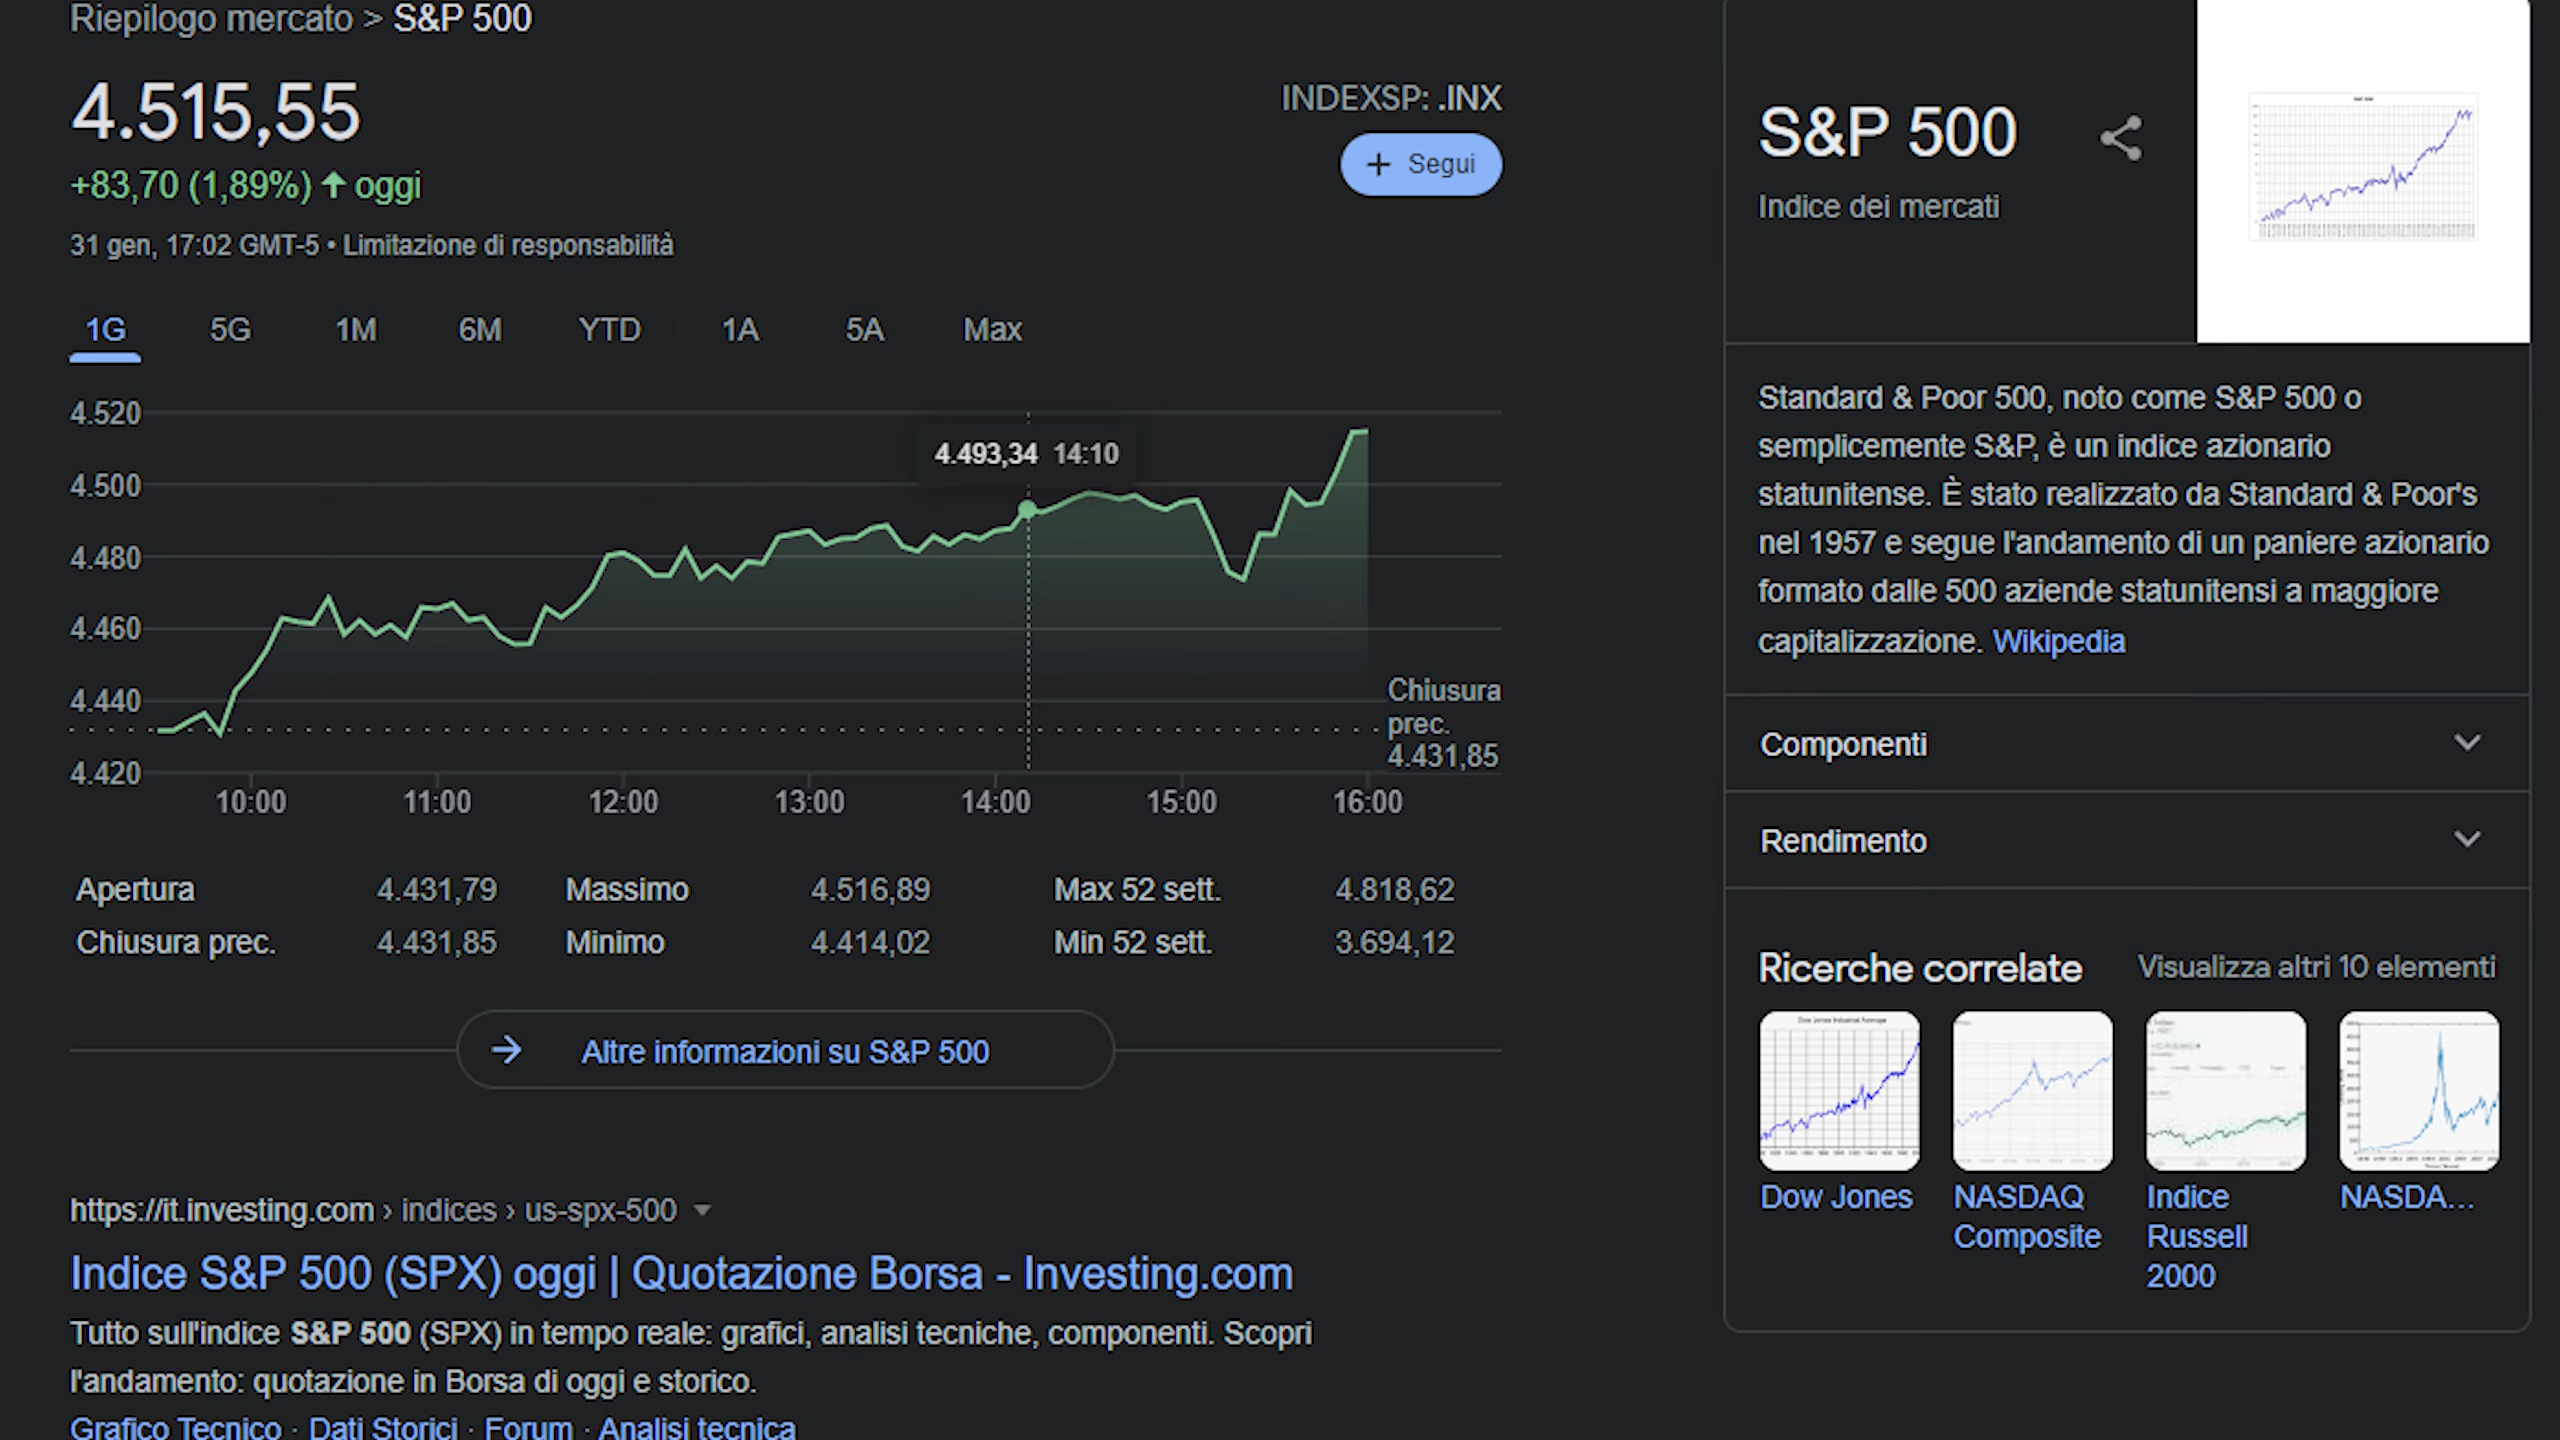 Riepilogo mercato > S&P 500
4.515,55
+83,70 (1,89%) ↑ oggi
31 gen, 17:02 GMT-5 • Limitazione di responsabilità
INDEXSP: .INX
+ Segui
1G 5G 1M 6M YTD 1A 5A Max
4.520
4.500
4.480
4.460
4.440
4.420
4.493,34 14:10
Chiusura
prec.
4.431,85
10:00 11:00 12:00 13:00 14:00 15:00 16:00
Apertura 4.431,79 Massimo 4.516,89 Max 52 sett. 4.818,62
Chiusura prec. 4.431,85 Minimo 4.414,02 Min 52 sett. 3.694,12
Altre informazioni su S&P 500
https://it.investing.com › indices › us-spx-500
Indice S&P 500 (SPX) oggi | Quotazione Borsa - Investing.com
Tutto sull'indice S&P 500 (SPX) in tempo reale: grafici, analisi tecniche, componenti. Scopri
l'andamento: quotazione in Borsa di oggi e storico.
Grafico Tecnico · Dati Storici · Forum · Analisi tecnica
S&P 500
Indice dei mercati
Standard & Poor 500, noto come S&P 500 o
semplicemente S&P, è un indice azionario
statunitense. È stato realizzato da Standard & Poor's
nel 1957 e segue l'andamento di un paniere azionario
formato dalle 500 aziende statunitensi a maggiore
capitalizzazione. Wikipedia
Componenti
Rendimento
Ricerche correlate Visualizza altri 10 elementi
Dow Jones Industrial Average
Dow Jones
NASDAQ
Composite
Indice
Russell
2000
NASDA...